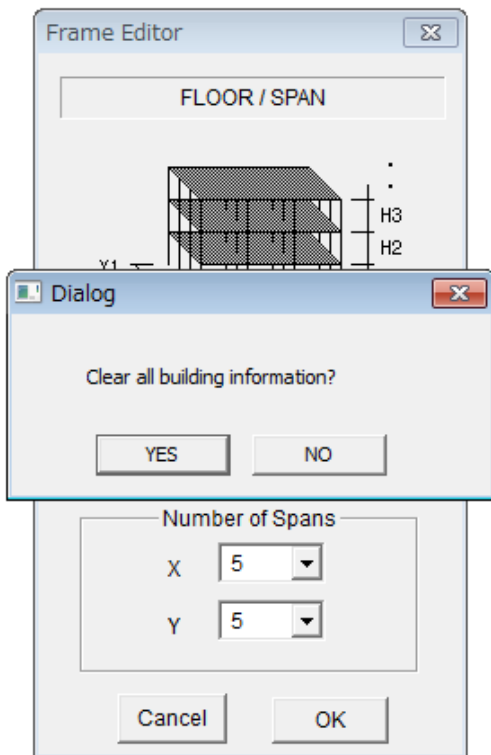 Frame Editor
FLOOR / SPAN
H3
H2
Y1
Dialog
Clear all building information?
YES
NO
Number of Spans
X
5
Y
5
Cancel
OK